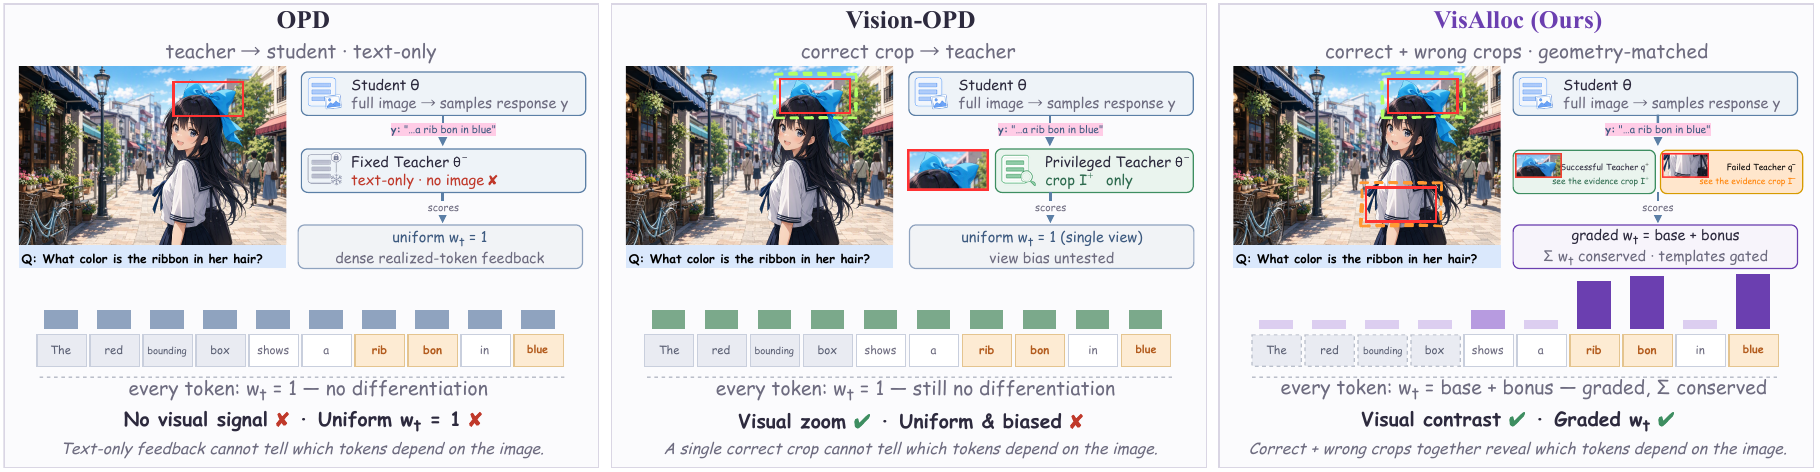 OPD
teacher → student · text-only
Student θ
full image → samples response y
y: "...a rib bon in blue"
Fixed Teacher θ⁻
text-only · no image ✘
scores
uniform wₜ = 1
dense realized-token feedback
Q: What color is the ribbon in her hair?
The red bounding box shows a rib bon in blue
every token: wₜ = 1 — no differentiation
No visual signal ✘ · Uniform wₜ = 1 ✘
Text-only feedback cannot tell which tokens depend on the image.
Vision-OPD
correct crop → teacher
Student θ
full image → samples response y
y: "...a rib bon in blue"
Privileged Teacher θ⁻
crop I⁺ only
scores
uniform wₜ = 1 (single view)
view bias untested
Q: What color is the ribbon in her hair?
The red bounding box shows a rib bon in blue
every token: wₜ = 1 — still no differentiation
Visual zoom ✔ · Uniform & biased ✘
A single correct crop cannot tell which tokens depend on the image.
VisAlloc (Ours)
correct + wrong crops · geometry-matched
Student θ
full image → samples response y
y: "...a rib bon in blue"
Successful Teacher q⁺
see the evidence crop I⁺
Failed Teacher q⁻
see the evidence crop I⁻
scores
graded wₜ = base + bonus
Σ wₜ conserved · templates gated
Q: What color is the ribbon in her hair?
The red bounding box shows a rib bon in blue
every token: wₜ = base + bonus — graded, Σ conserved
Visual contrast ✔ · Graded wₜ ✔
Correct + wrong crops together reveal which tokens depend on the image.